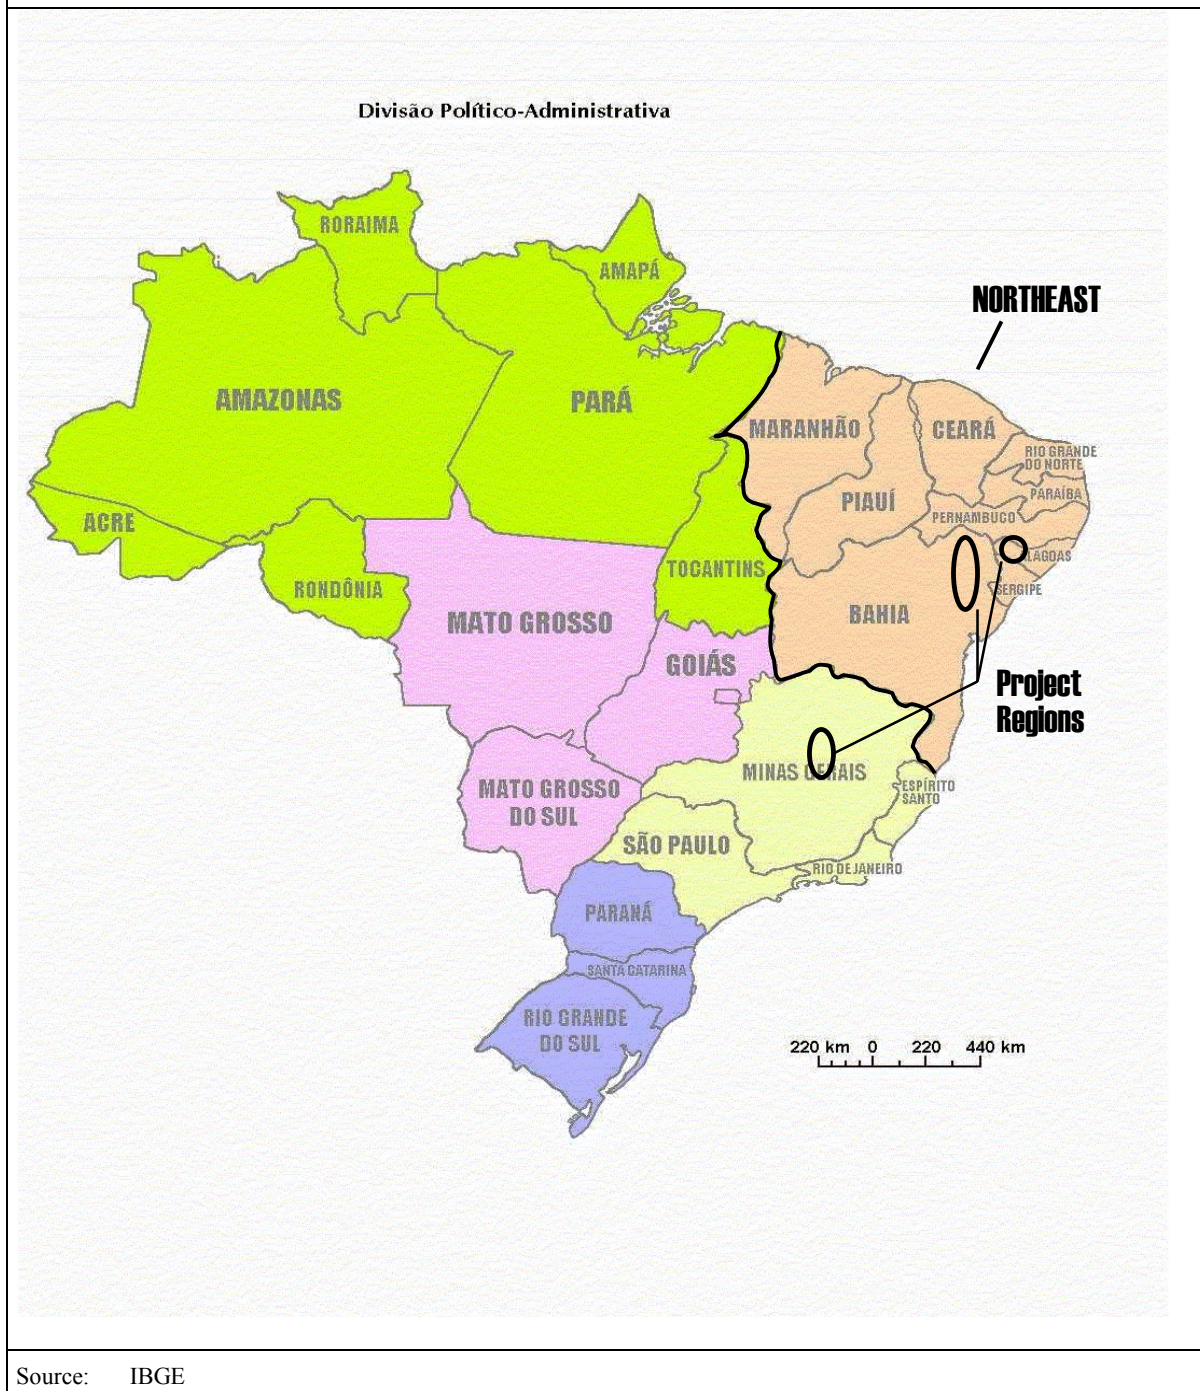 Divisão Político-Administrativa
RORAIMA
AMAPÁ
NORTHEAST
AMAZONAS
PARÁ
MARANHÃO
CEARÁ
RIO GRANDE
DO NORTE
PARAÍBA
PIAUÍ
PERNAMBUCO
ACRE
LAGOAS
TOCANTINS
RONDÔNIA
SERGIPE
BAHIA
MATO GROSSO
GOIÁS
Project
Regions
MINAS GERAIS
ESPÍRITO
SANTO
MATO GROSSO
DO SUL
SÃO PAULO
RIO DE JANEIRO
PARANÁ
SANTA CATARINA
RIO GRANDE
DO SUL
220 km 0 220 440 km
Source: IBGE